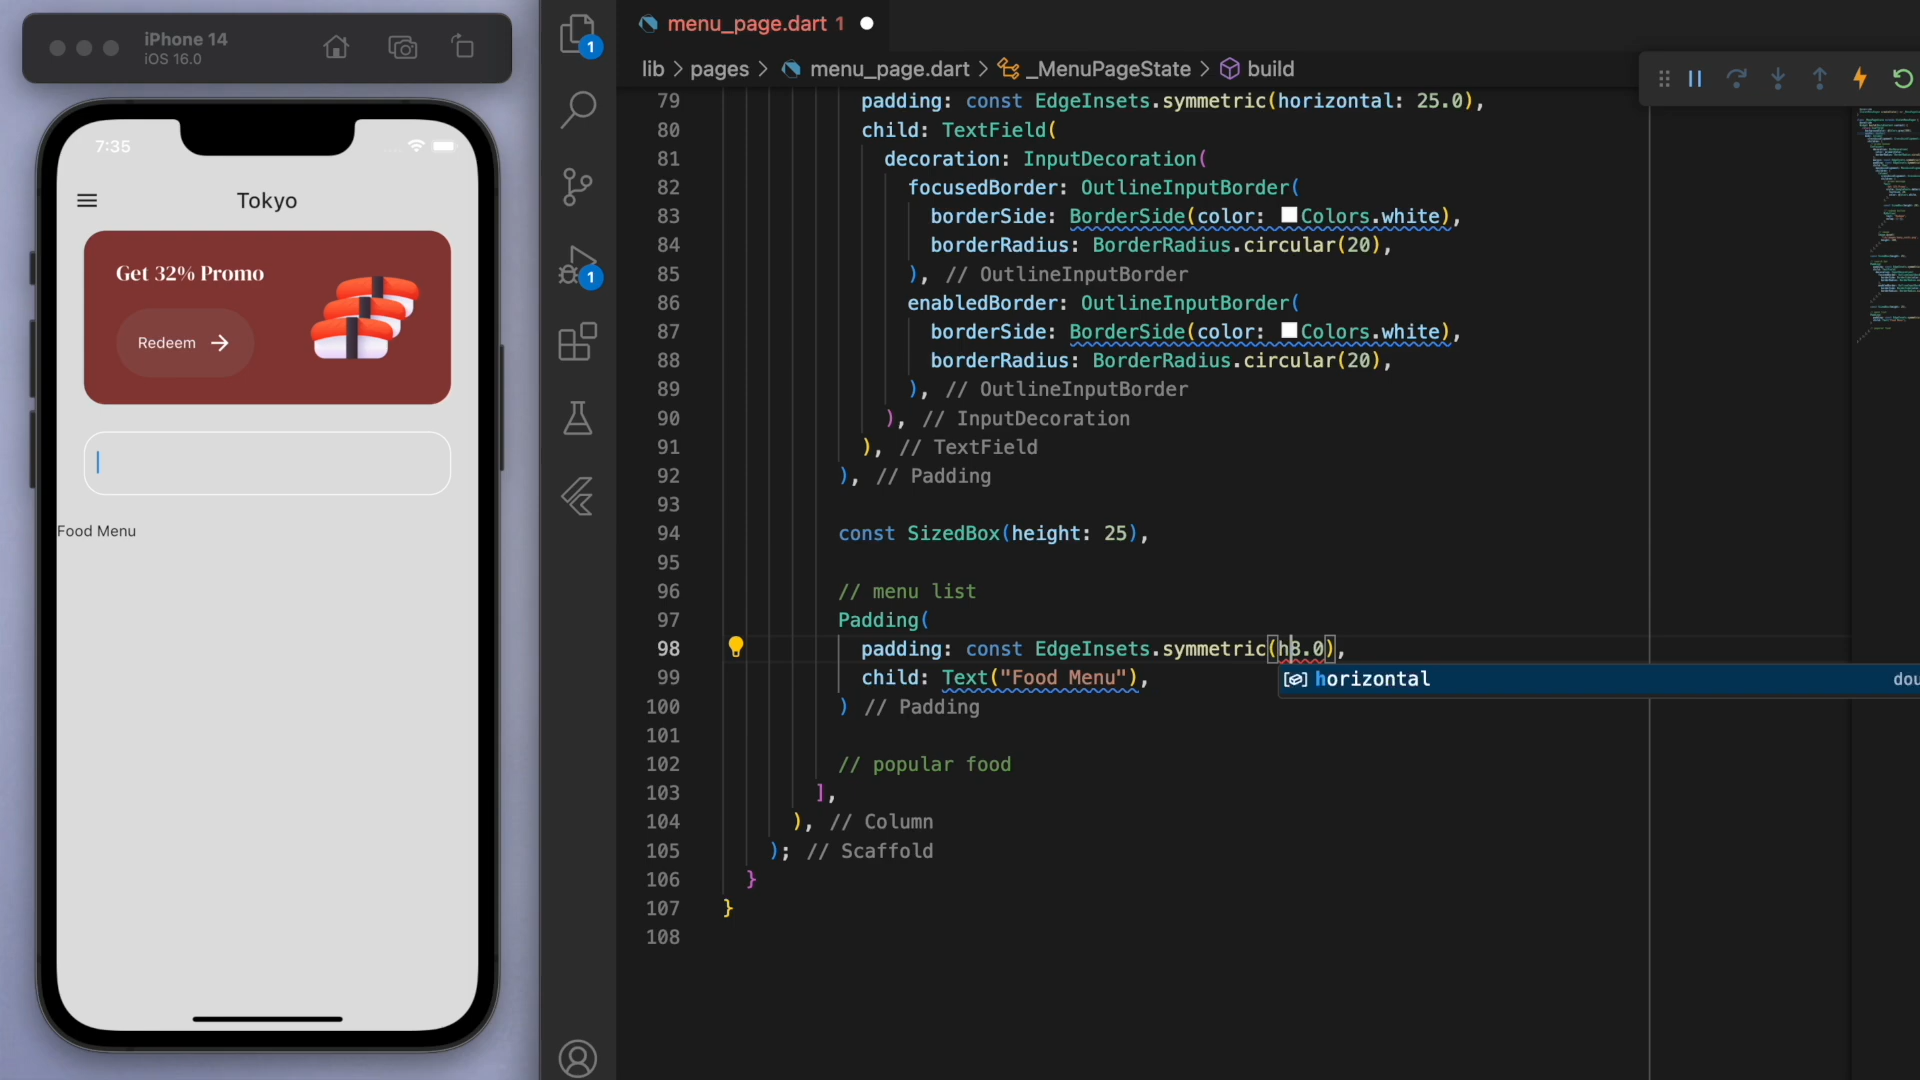 iPhone 14
iOS 16.0
7:35
Tokyo
Get 32% Promo
Redeem
Food Menu
1
1
menu_page.dart 1
lib > pages > menu_page.dart > _MenuPageState > build
79 padding: const EdgeInsets.symmetric(horizontal: 25.0),
80 child: TextField(
81 decoration: InputDecoration(
82 focusedBorder: OutlineInputBorder(
83 borderSide: BorderSide(color: Colors.white),
84 borderRadius: BorderRadius.circular(20),
85 ), // OutlineInputBorder
86 enabledBorder: OutlineInputBorder(
87 borderSide: BorderSide(color: Colors.white),
88 borderRadius: BorderRadius.circular(20),
89 ), // OutlineInputBorder
90 ), // InputDecoration
91 ), // TextField
92 ), // Padding
93
94 const SizedBox(height: 25),
95
96 // menu list
97 Padding(
98 padding: const EdgeInsets.symmetric(h8.0),
99 child: Text("Food Menu"),
horizontal dou
100 ) // Padding
101
102 // popular food
103 ],
104 ), // Column
105 ); // Scaffold
106 }
107 }
108